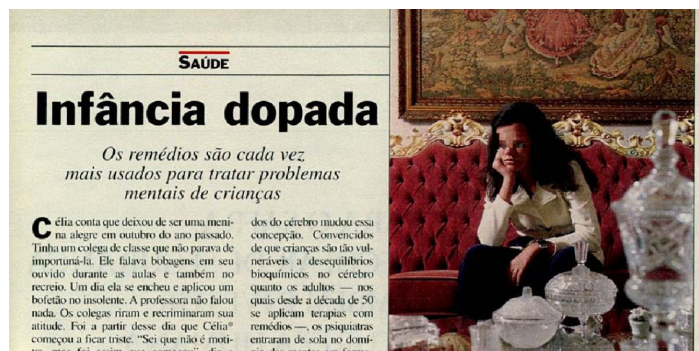 SAÚDE
Infância dopada
Os remédios são cada vez
mais usados para tratar problemas
mentais de crianças
Célia conta que deixou de ser uma meni-
na alegre em outubro do ano passado.
Tinha um colega de classe que não parava de
importuná-la. Ele falava bobagens em seu
ouvido durante as aulas e também no
recreio. Um dia ela se encheu e aplicou um
bofetão no insolente. A professora não falou
nada. Os colegas riram e recriminaram sua
atitude. Foi a partir desse dia que Célia*
começou a ficar triste. "Sei que não é moti-
dos do cérebro mudou essa
concepção. Convencidos
de que crianças são tão vul-
neráveis a desequilíbrios
bioquímicos no cérebro
quanto os adultos — nos
quais desde a década de 50
se aplicam terapias com
remédios —, os psiquiatras
entraram de sola no domí-